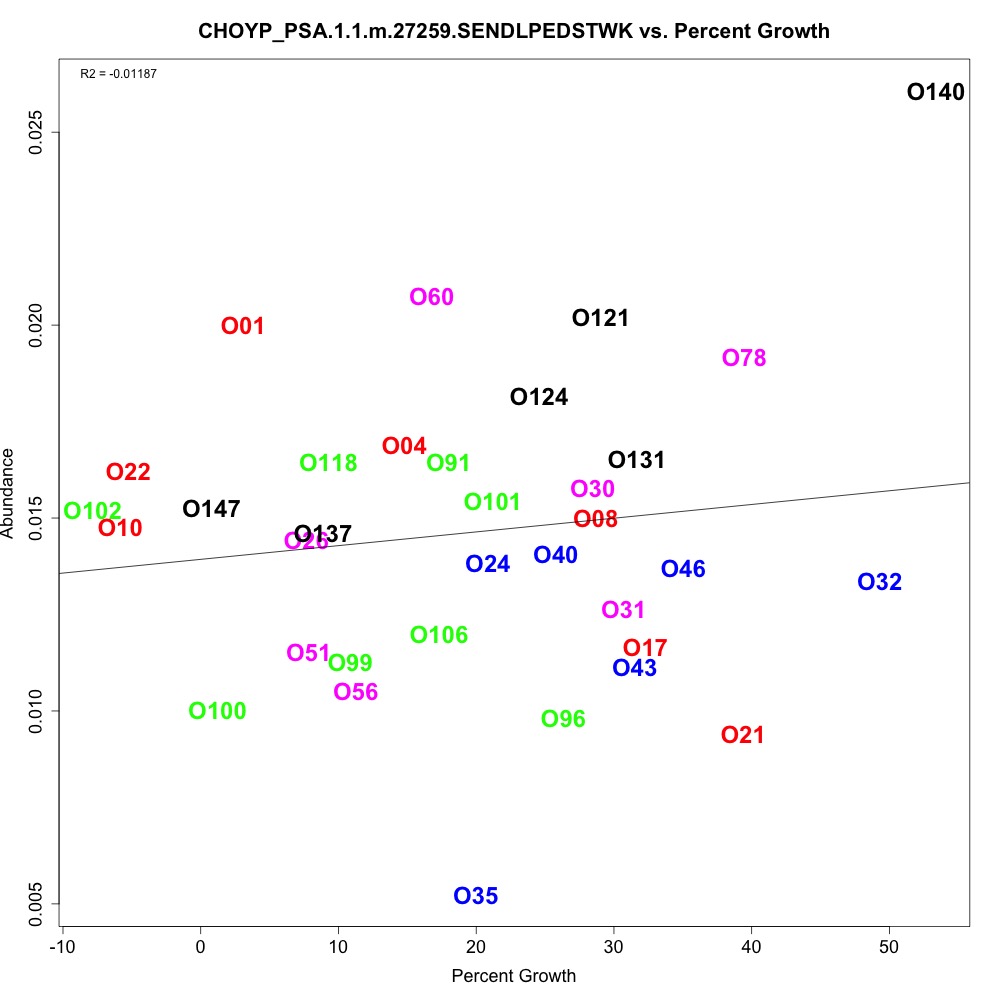 CHOYP_PSA.1.1.m.27259.SENDLPEDSTWK vs. Percent Growth
R2 = -0.01187
O140
0.025
O60
O121
0.020
O01
O78
O124
O04
O131
O118
O91
O22
O30
O101
O102
O147
0.015
O08
O10
O137
O26
O40
O24
O46
O32
O31
O106
O17
O51
O99
O43
O56
0.010
O100
O96
O21
0.005
O35
Abundance
-10 0 10 20 30 40 50
Percent Growth